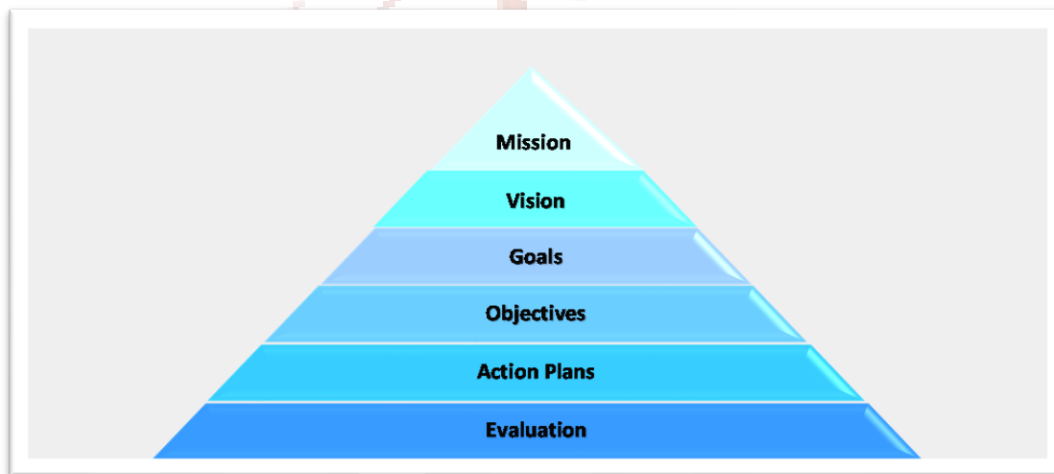 Mission
Vision
Goals
Objectives
Action Plans
Evaluation